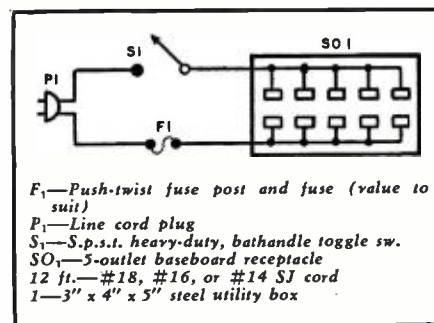 S1
SO 1
P1
F1
F₁—Push-twist fuse post and fuse (value to
suit)
P₁—Line cord plug
S₁—S.p.s.t. heavy-duty, bathandle toggle sw.
SO₁—5-outlet baseboard receptacle
12 ft.—#18, #16, or #14 SJ cord
1—3" x 4" x 5" steel utility box